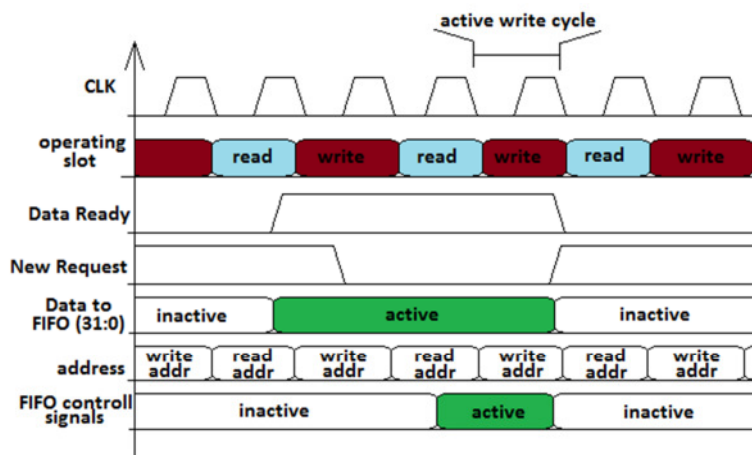 active write cycle
CLK
operating
slot
read
write
read
write
read
write
Data Ready
New Request
Data to
FIFO (31:0)
inactive
active
inactive
address
write
addr
read
addr
write
addr
read
addr
write
addr
read
addr
write
addr
FIFO controll
signals
inactive
active
inactive